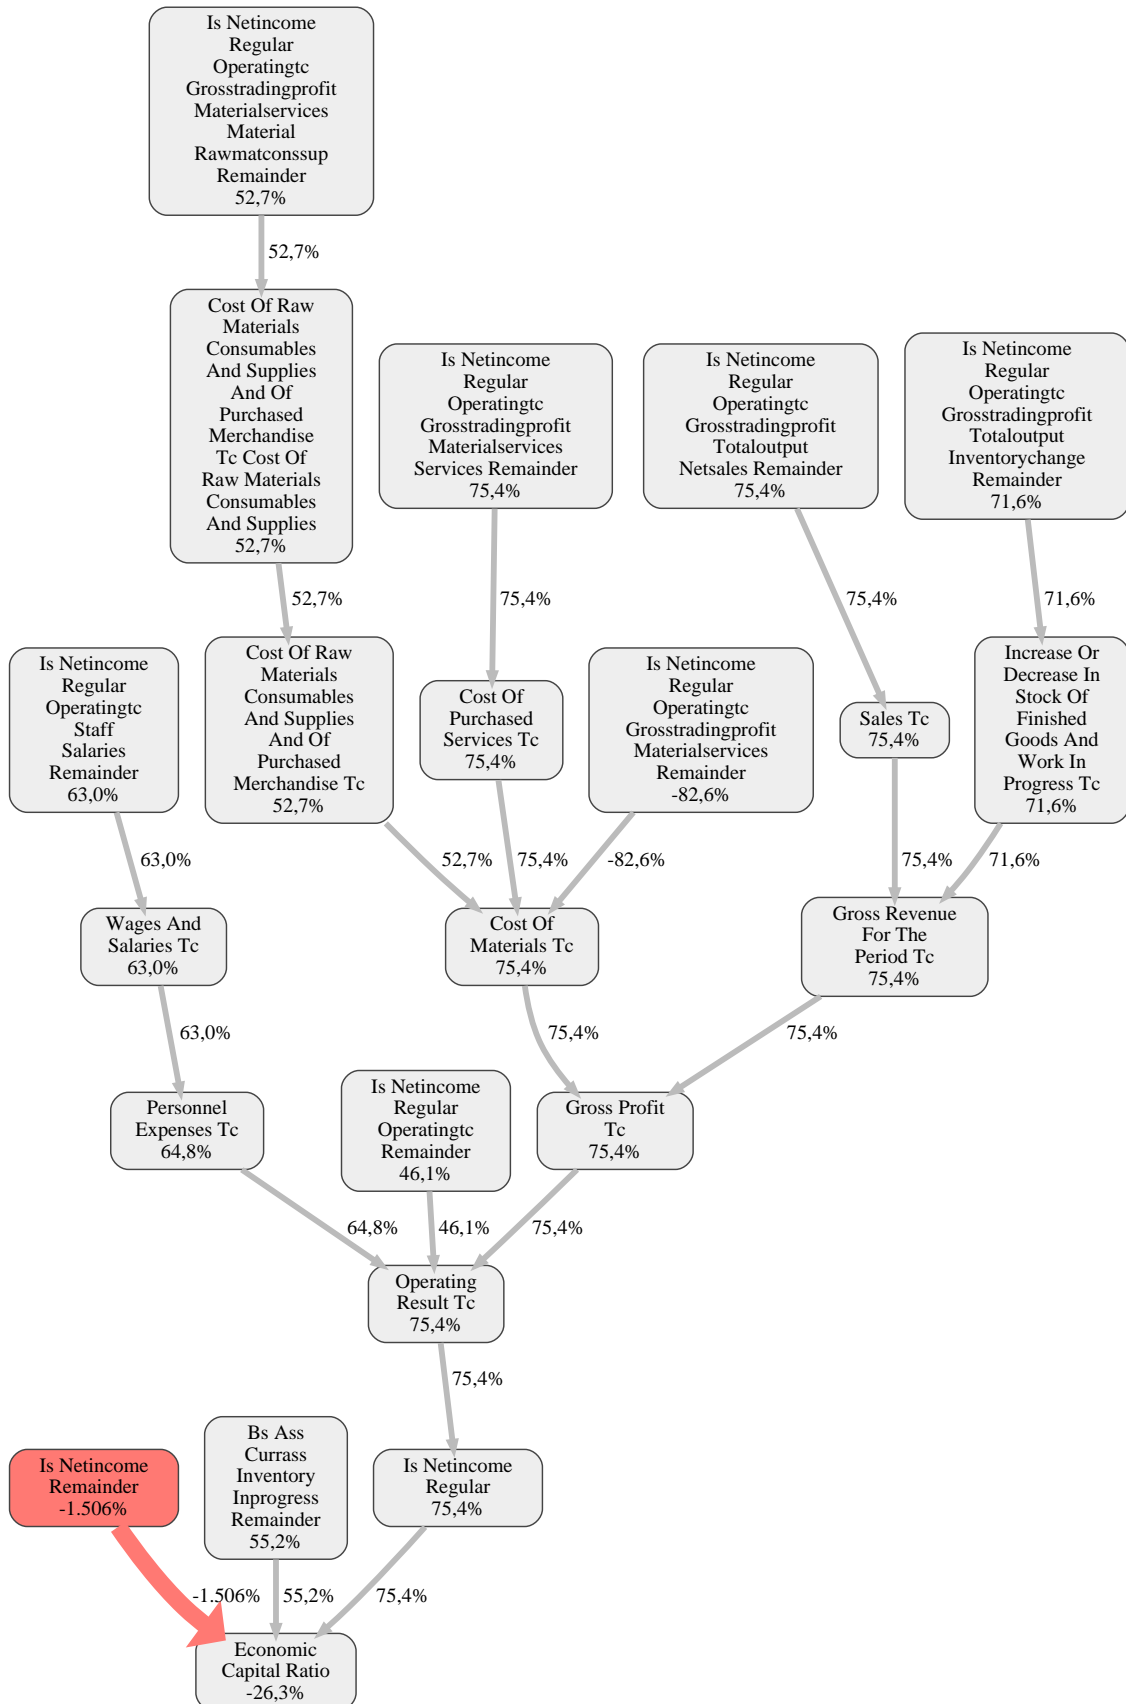 Is Netincome
Regular
Operatingtc
Grosstradingprofit
Materialservices
Material
Rawmatconssup
Remainder
52,7%
52,7%
Cost Of Raw
Materials
Consumables
And Supplies
And Of
Purchased
Merchandise
Tc Cost Of
Raw Materials
Consumables
And Supplies
52,7%
Is Netincome
Regular
Operatingtc
Grosstradingprofit
Materialservices
Services Remainder
75,4%
Is Netincome
Regular
Operatingtc
Grosstradingprofit
Totaloutput
Netsales Remainder
75,4%
Is Netincome
Regular
Operatingtc
Grosstradingprofit
Totaloutput
Inventorychange
Remainder
71,6%
52,7%
75,4%
75,4%
71,6%
Is Netincome
Regular
Operatingtc
Staff
Salaries
Remainder
63,0%
Cost Of Raw
Materials
Consumables
And Supplies
And Of
Purchased
Merchandise Tc
52,7%
Cost Of
Purchased
Services Tc
75,4%
Is Netincome
Regular
Operatingtc
Grosstradingprofit
Materialservices
Remainder
-82,6%
Sales Tc
75,4%
Increase Or
Decrease In
Stock Of
Finished
Goods And
Work In
Progress Tc
71,6%
63,0%
52,7%
75,4%
-82,6%
75,4%
71,6%
Wages And
Salaries Tc
63,0%
Cost Of
Materials Tc
75,4%
Gross Revenue
For The
Period Tc
75,4%
63,0%
75,4%
75,4%
Personnel
Expenses Tc
64,8%
Is Netincome
Regular
Operatingtc
Remainder
46,1%
Gross Profit
Tc
75,4%
64,8%
46,1%
75,4%
Operating
Result Tc
75,4%
75,4%
Is Netincome
Remainder
-1.506%
Bs Ass
Currass
Inventory
Inprogress
Remainder
55,2%
Is Netincome
Regular
75,4%
-1.506%
55,2%
75,4%
Economic
Capital Ratio
-26,3%